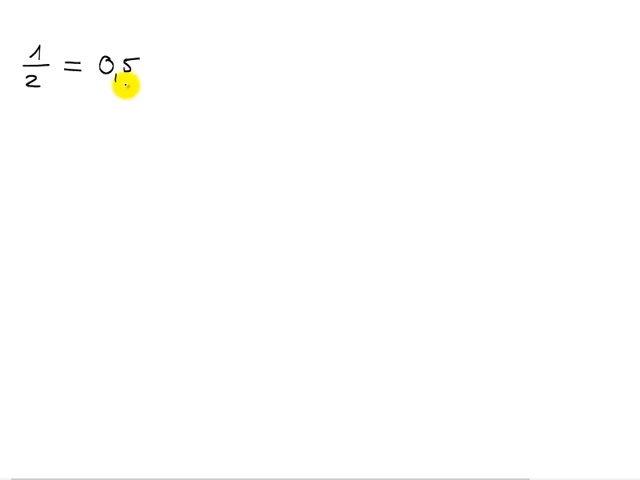 1/2 = 0,5